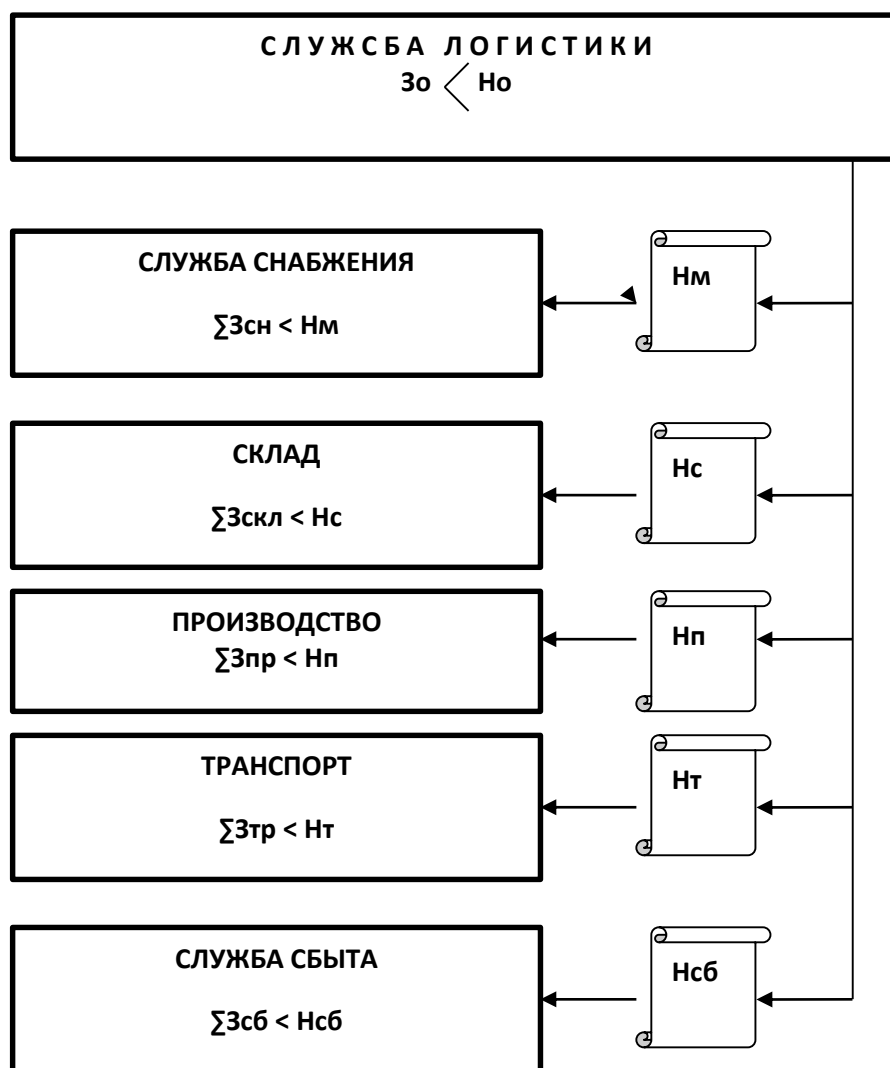 С Л У Ж С Б А Л О Г И С Т И К И
Зо < Но
СЛУЖБА СНАБЖЕНИЯ
∑Зсн < Нм
Нм
СКЛАД
∑Зскл < Нс
Нс
ПРОИЗВОДСТВО
∑Зпр < Нп
Нп
ТРАНСПОРТ
∑Зтр < Нт
Нт
СЛУЖБА СБЫТА
∑Зсб < Нсб
Нсб